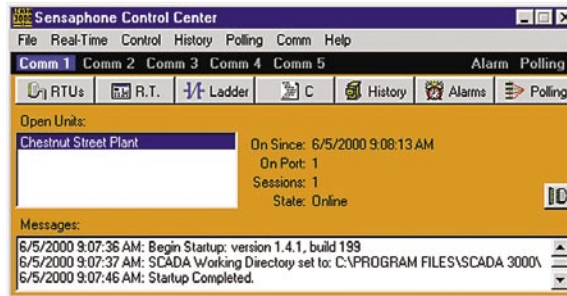 SCADA 3000 Sensaphone Control Center
File Real-Time Control History Polling Comm Help
Comm 1 Comm 2 Comm 3 Comm 4 Comm 5 Alarm Polling
RTUs R.T. Ladder C History Alarms Polling
Open Units:
Chestnut Street Plant
On Since: 6/5/2000 9:08:13 AM
On Port: 1
Sessions: 1
State: Online
Messages:
6/5/2000 9:07:36 AM: Begin Startup: version 1.4.1, build 199
6/5/2000 9:07:37 AM: SCADA Working Directory set to: C:\PROGRAM FILES\SCADA 3000\
6/5/2000 9:07:46 AM: Startup Completed.